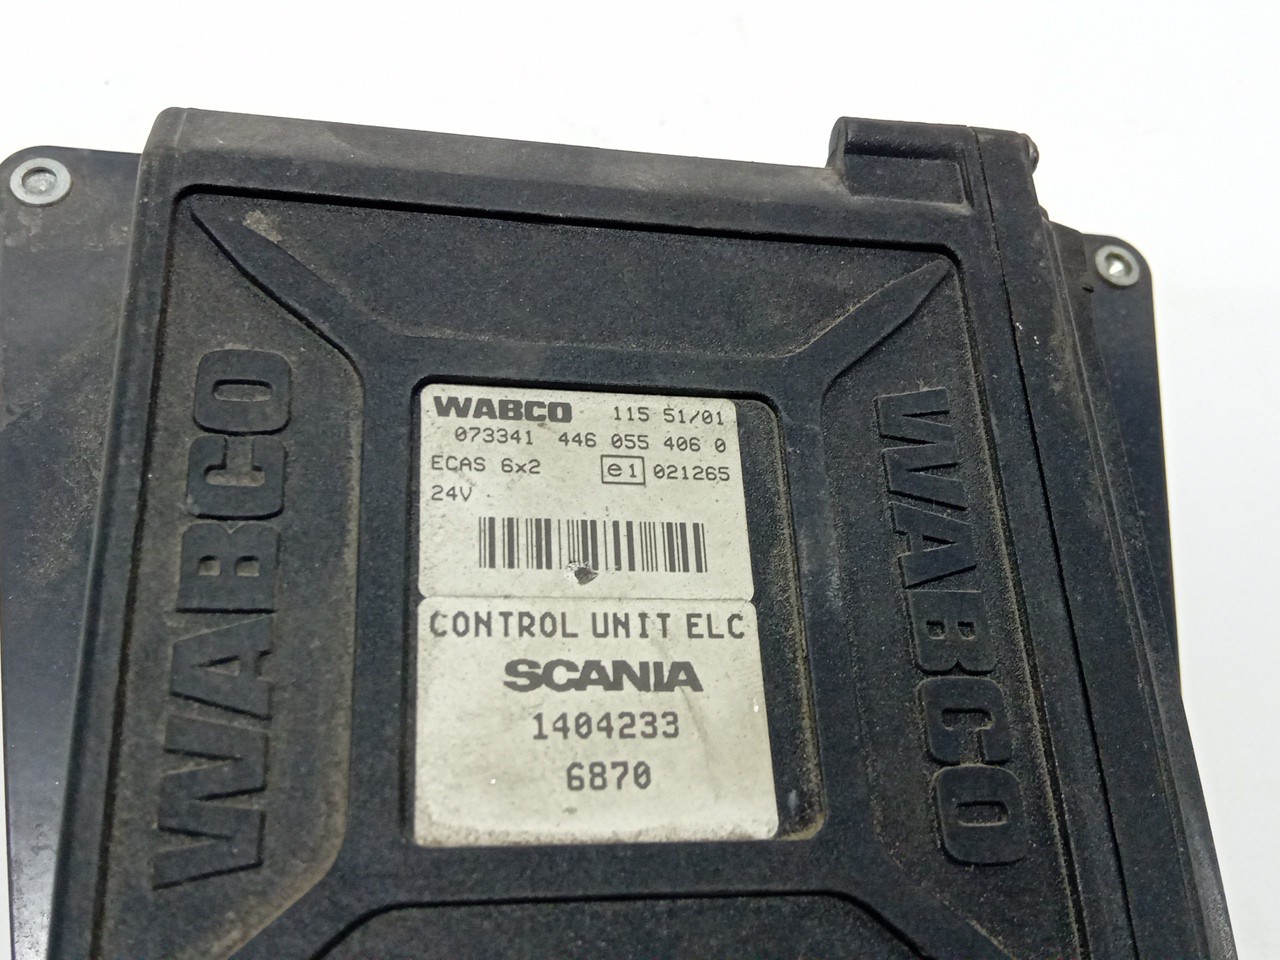 WABCO
WABCO 115 51/01
073341 446 055 406 0
ECAS 6x2 e1 021265
24V
CONTROL UNIT ELC
SCANIA
1404233
6870
WABCO